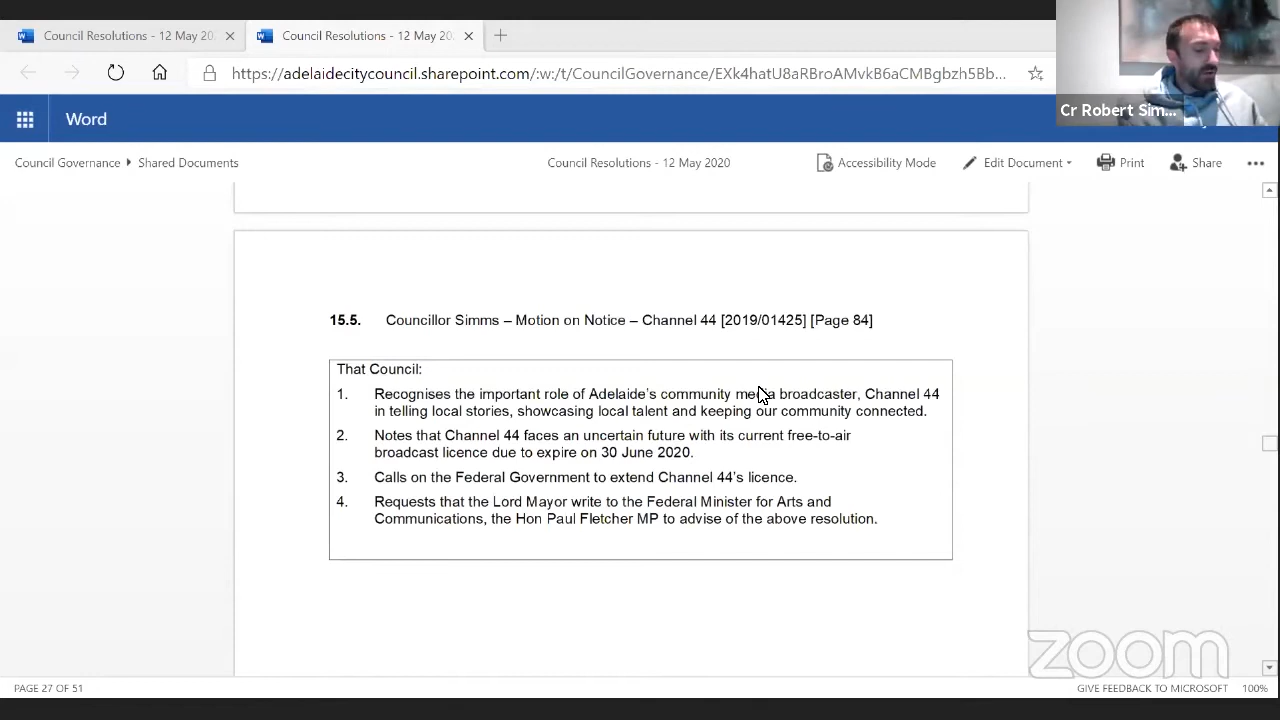 Council Resolutions - 12 May 20
Council Resolutions - 12 May 202
https://adelaidecitycouncil.sharepoint.com/:w:/t/CouncilGovernance/EXk4hatU8aRBroAMvkB6aCMBgbzh5Bb...
Cr Robert Sim...
Word
Council Governance Shared Documents
Council Resolutions - 12 May 2020
Accessibility Mode
Edit Document
Print
Share
15.5. Councillor Simms – Motion on Notice – Channel 44 [2019/01425] [Page 84]
That Council:
1. Recognises the important role of Adelaide's community media broadcaster, Channel 44
in telling local stories, showcasing local talent and keeping our community connected.
2. Notes that Channel 44 faces an uncertain future with its current free-to-air
broadcast licence due to expire on 30 June 2020.
3. Calls on the Federal Government to extend Channel 44's licence.
4. Requests that the Lord Mayor write to the Federal Minister for Arts and
Communications, the Hon Paul Fletcher MP to advise of the above resolution.
zoom
PAGE 27 OF 51
GIVE FEEDBACK TO MICROSOFT 100%